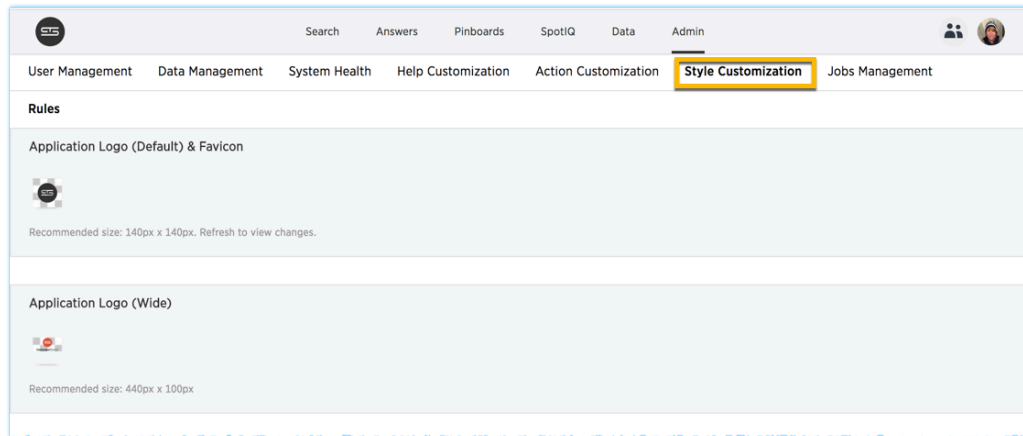 STS
Search Answers Pinboards SpotIQ Data Admin
User Management Data Management System Health Help Customization Action Customization Style Customization Jobs Management
Rules
Application Logo (Default) & Favicon
STS
Recommended size: 140px x 140px. Refresh to view changes.
Application Logo (Wide)
Recommended size: 440px x 100px